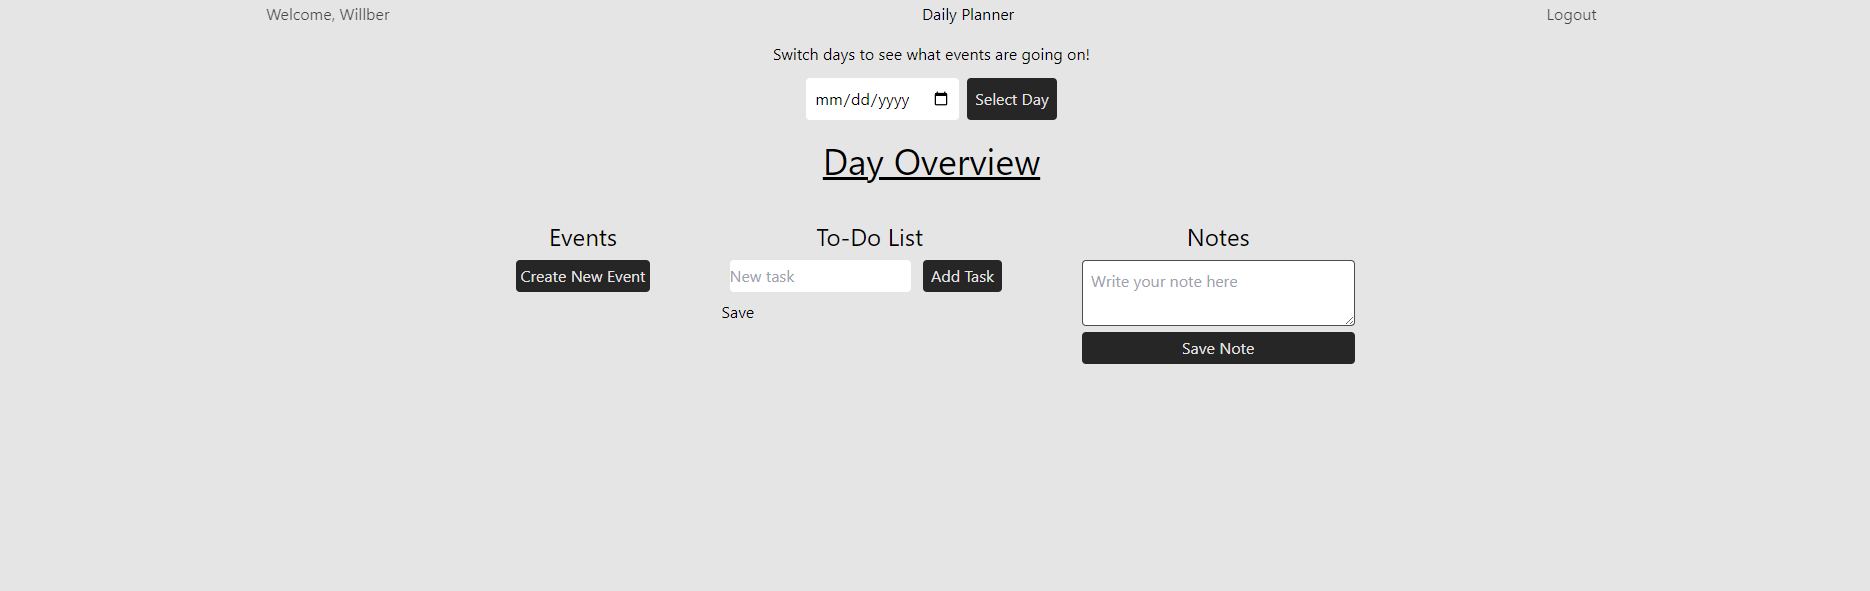 Welcome, Willber
Daily Planner
Logout
Switch days to see what events are going on!
mm/dd/yyyy
Select Day
Day Overview
Events
To-Do List
Notes
Create New Event
New task
Add Task
Write your note here
Save
Save Note